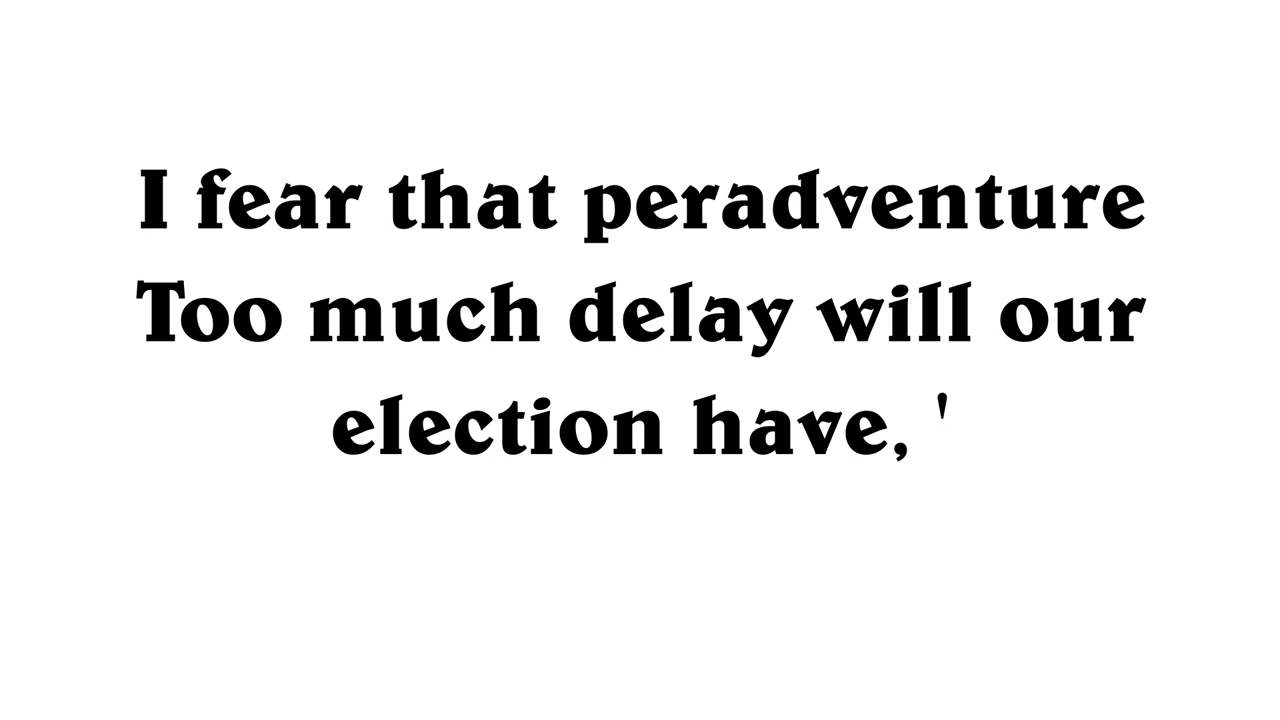 I fear that peradventure
Too much delay will our
election have, '